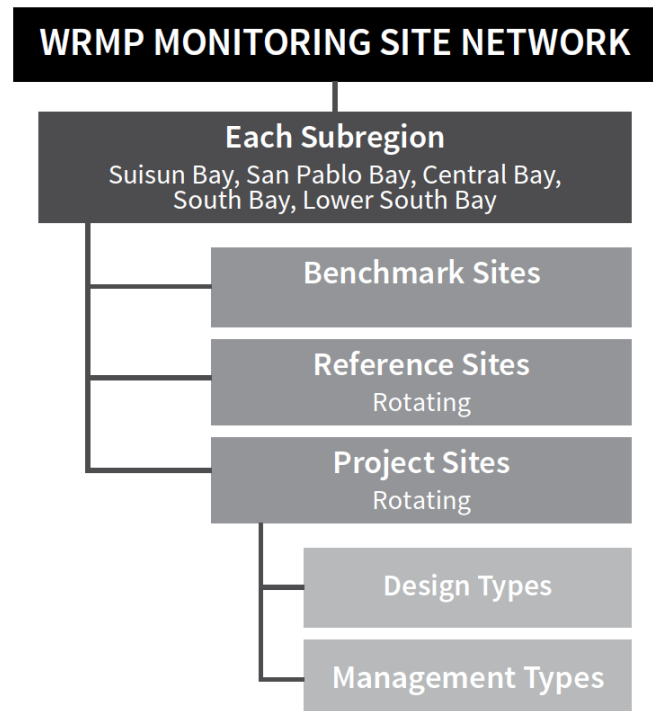 WRMP MONITORING SITE NETWORK
Each Subregion
Suisun Bay, San Pablo Bay, Central Bay,
South Bay, Lower South Bay
Benchmark Sites
Reference Sites
Rotating
Project Sites
Rotating
Design Types
Management Types